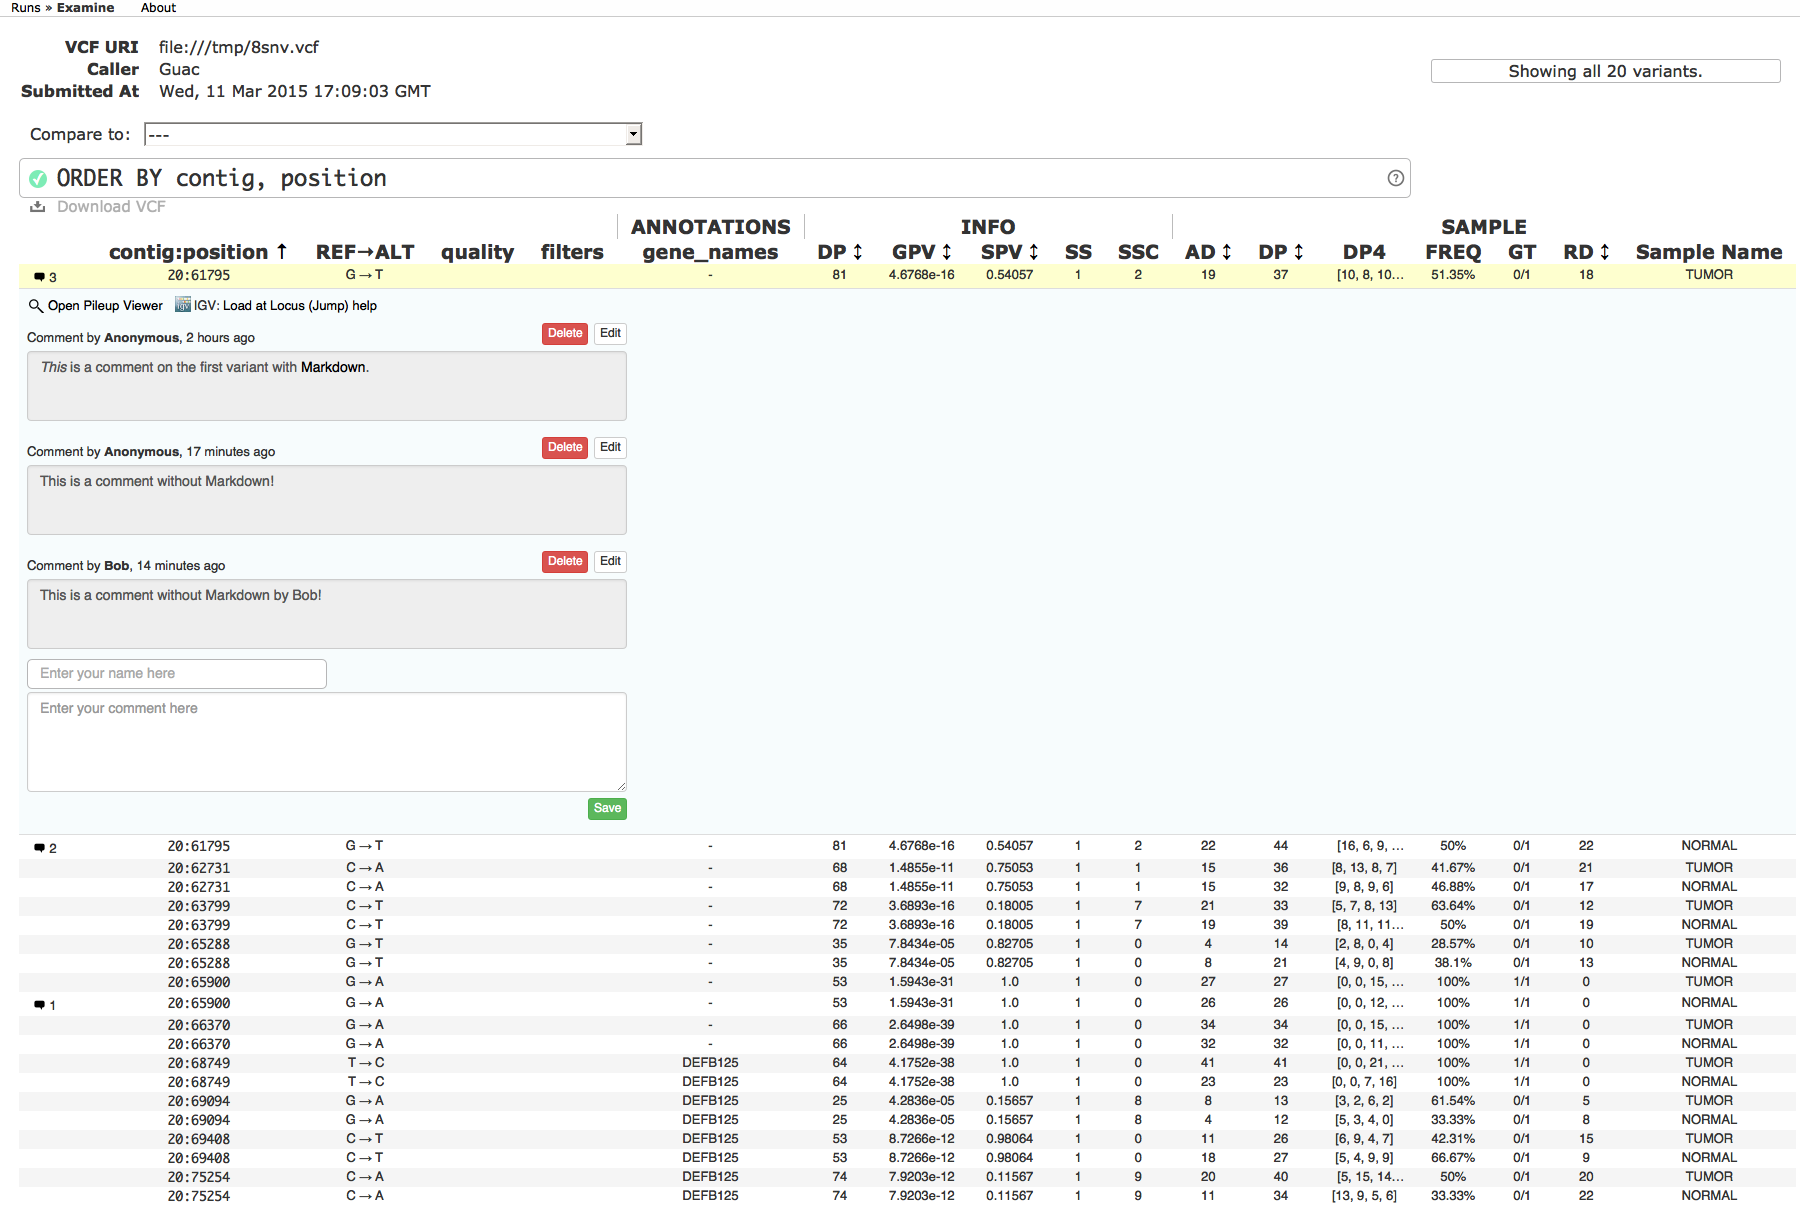 Runs » Examine About
VCF URI file:///tmp/8snv.vcf
Caller Guac
Submitted At Wed, 11 Mar 2015 17:09:03 GMT
Showing all 20 variants.
Compare to: ---
ORDER BY contig, position ?
Download VCF
ANNOTATIONS INFO SAMPLE
contig:position ↑ REF→ALT quality filters gene_names DP ↕ GPV ↕ SPV ↕ SS SSC AD ↕ DP ↕ DP4 FREQ GT RD ↕ Sample Name
3 20:61795 G→T - 81 4.6768e-16 0.54057 1 2 19 37 [10, 8, 10… 51.35% 0/1 18 TUMOR
Open Pileup Viewer IGV: Load at Locus (Jump) help
Comment by Anonymous, 2 hours ago Delete Edit
This is a comment on the first variant with Markdown.
Comment by Anonymous, 17 minutes ago Delete Edit
This is a comment without Markdown!
Comment by Bob, 14 minutes ago Delete Edit
This is a comment without Markdown by Bob!
Enter your name here
Enter your comment here
Save
2 20:61795 G→T - 81 4.6768e-16 0.54057 1 2 22 44 [16, 6, 9, … 50% 0/1 22 NORMAL
20:62731 C→A - 68 1.4855e-11 0.75053 1 1 15 36 [8, 13, 8, 7] 41.67% 0/1 21 TUMOR
20:62731 C→A - 68 1.4855e-11 0.75053 1 1 15 32 [9, 8, 9, 6] 46.88% 0/1 17 NORMAL
20:63799 C→T - 72 3.6893e-16 0.18005 1 7 21 33 [5, 7, 8, 13] 63.64% 0/1 12 TUMOR
20:63799 C→T - 72 3.6893e-16 0.18005 1 7 19 39 [8, 11, 11… 50% 0/1 19 NORMAL
20:65288 G→T - 35 7.8434e-05 0.82705 1 0 4 14 [2, 8, 0, 4] 28.57% 0/1 10 TUMOR
20:65288 G→T - 35 7.8434e-05 0.82705 1 0 8 21 [4, 9, 0, 8] 38.1% 0/1 13 NORMAL
20:65900 G→A - 53 1.5943e-31 1.0 1 0 27 27 [0, 0, 15, … 100% 1/1 0 TUMOR
1 20:65900 G→A - 53 1.5943e-31 1.0 1 0 26 26 [0, 0, 12, … 100% 1/1 0 NORMAL
20:66370 G→A - 66 2.6498e-39 1.0 1 0 34 34 [0, 0, 15, … 100% 1/1 0 TUMOR
20:66370 G→A - 66 2.6498e-39 1.0 1 0 32 32 [0, 0, 11, … 100% 1/1 0 NORMAL
20:68749 T→C DEFB125 64 4.1752e-38 1.0 1 0 41 41 [0, 0, 21, … 100% 1/1 0 TUMOR
20:68749 T→C DEFB125 64 4.1752e-38 1.0 1 0 23 23 [0, 0, 7, 16] 100% 1/1 0 NORMAL
20:69094 G→A DEFB125 25 4.2836e-05 0.15657 1 8 8 13 [3, 2, 6, 2] 61.54% 0/1 5 TUMOR
20:69094 G→A DEFB125 25 4.2836e-05 0.15657 1 8 4 12 [5, 3, 4, 0] 33.33% 0/1 8 NORMAL
20:69408 C→T DEFB125 53 8.7266e-12 0.98064 1 0 11 26 [6, 9, 4, 7] 42.31% 0/1 15 TUMOR
20:69408 C→T DEFB125 53 8.7266e-12 0.98064 1 0 18 27 [5, 4, 9, 9] 66.67% 0/1 9 NORMAL
20:75254 C→A DEFB125 74 7.9203e-12 0.11567 1 9 20 40 [5, 15, 14… 50% 0/1 20 TUMOR
20:75254 C→A DEFB125 74 7.9203e-12 0.11567 1 9 11 34 [13, 9, 5, 6] 33.33% 0/1 22 NORMAL